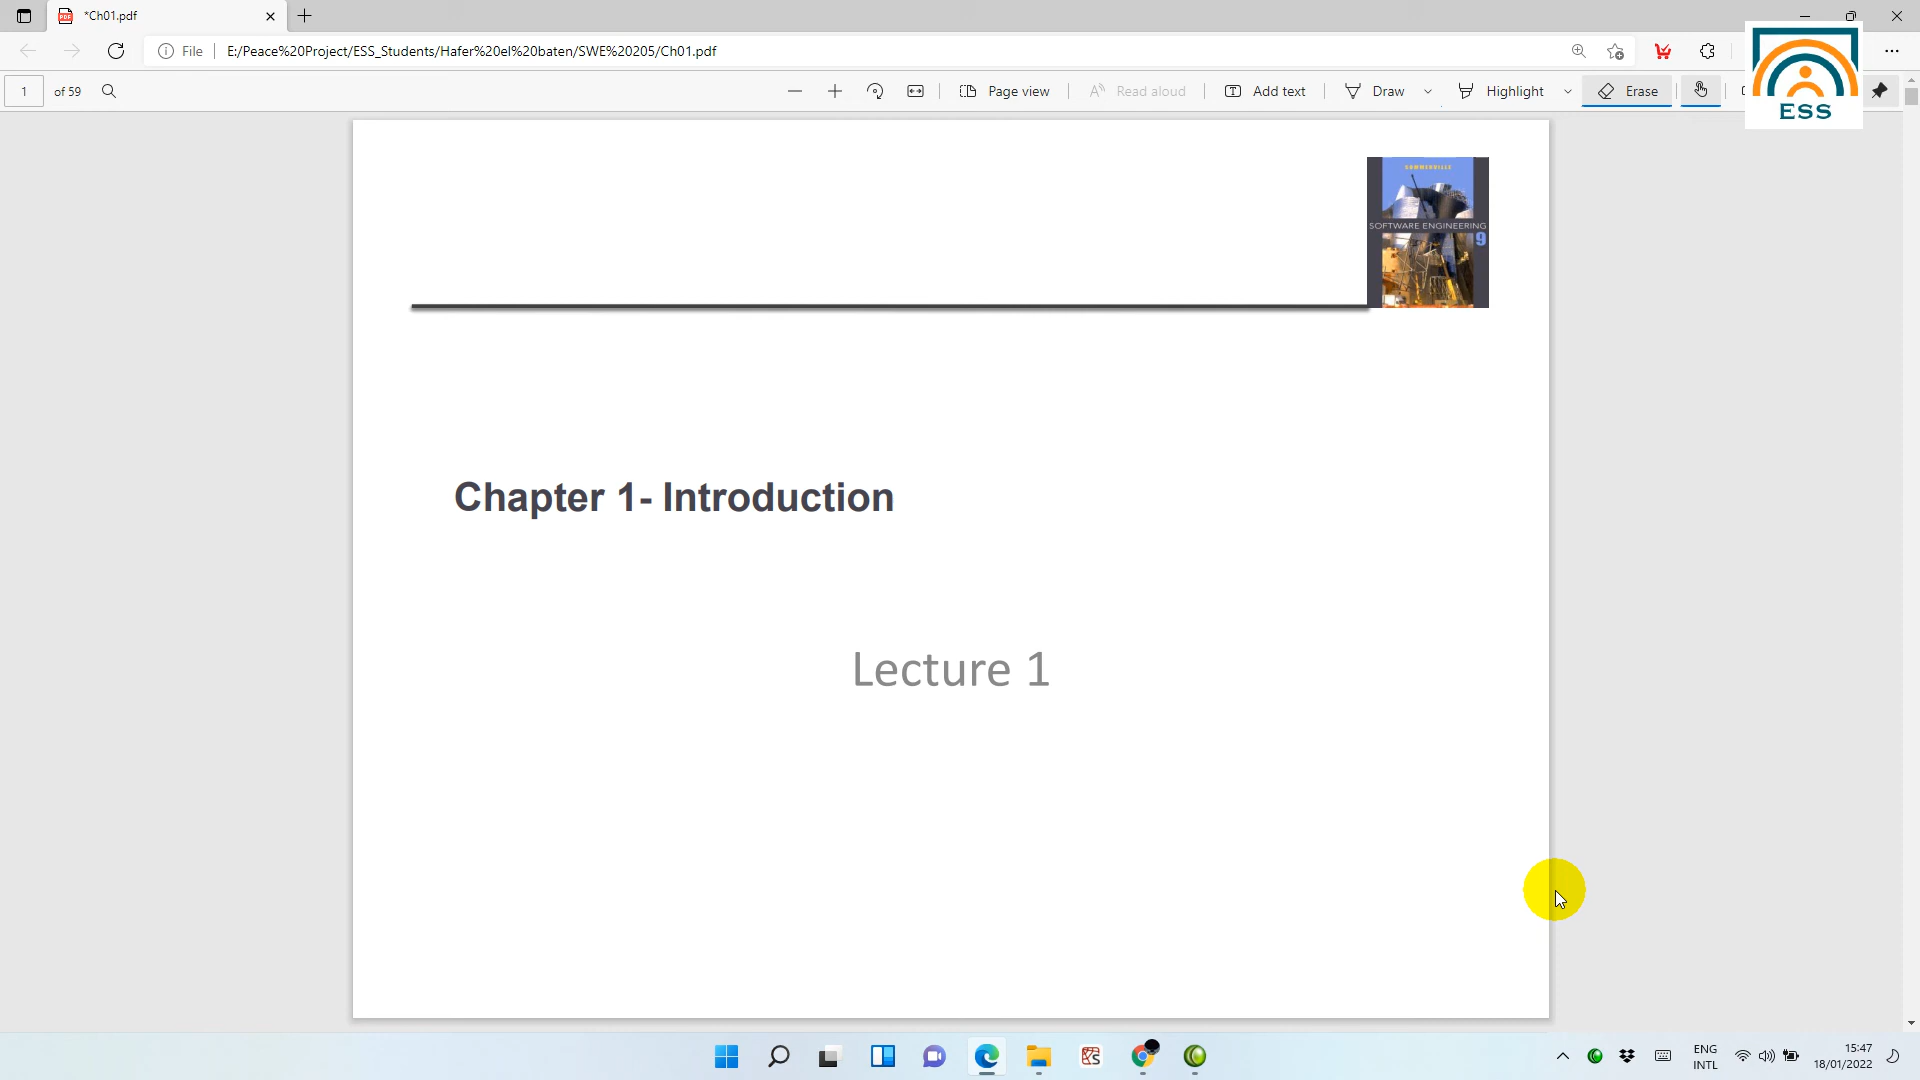 *Ch01.pdf
File
E:/Peace%20Project/ESS_Students/Hafer%20el%20baten/SWE%20205/Ch01.pdf
1 of 59
Page view
Read aloud
Add text
Draw
Highlight
Erase
ESS
SOMMERVILLE
SOFTWARE ENGINEERING
9
Chapter 1- Introduction
Lecture 1
ENG
INTL
15:47
18/01/2022